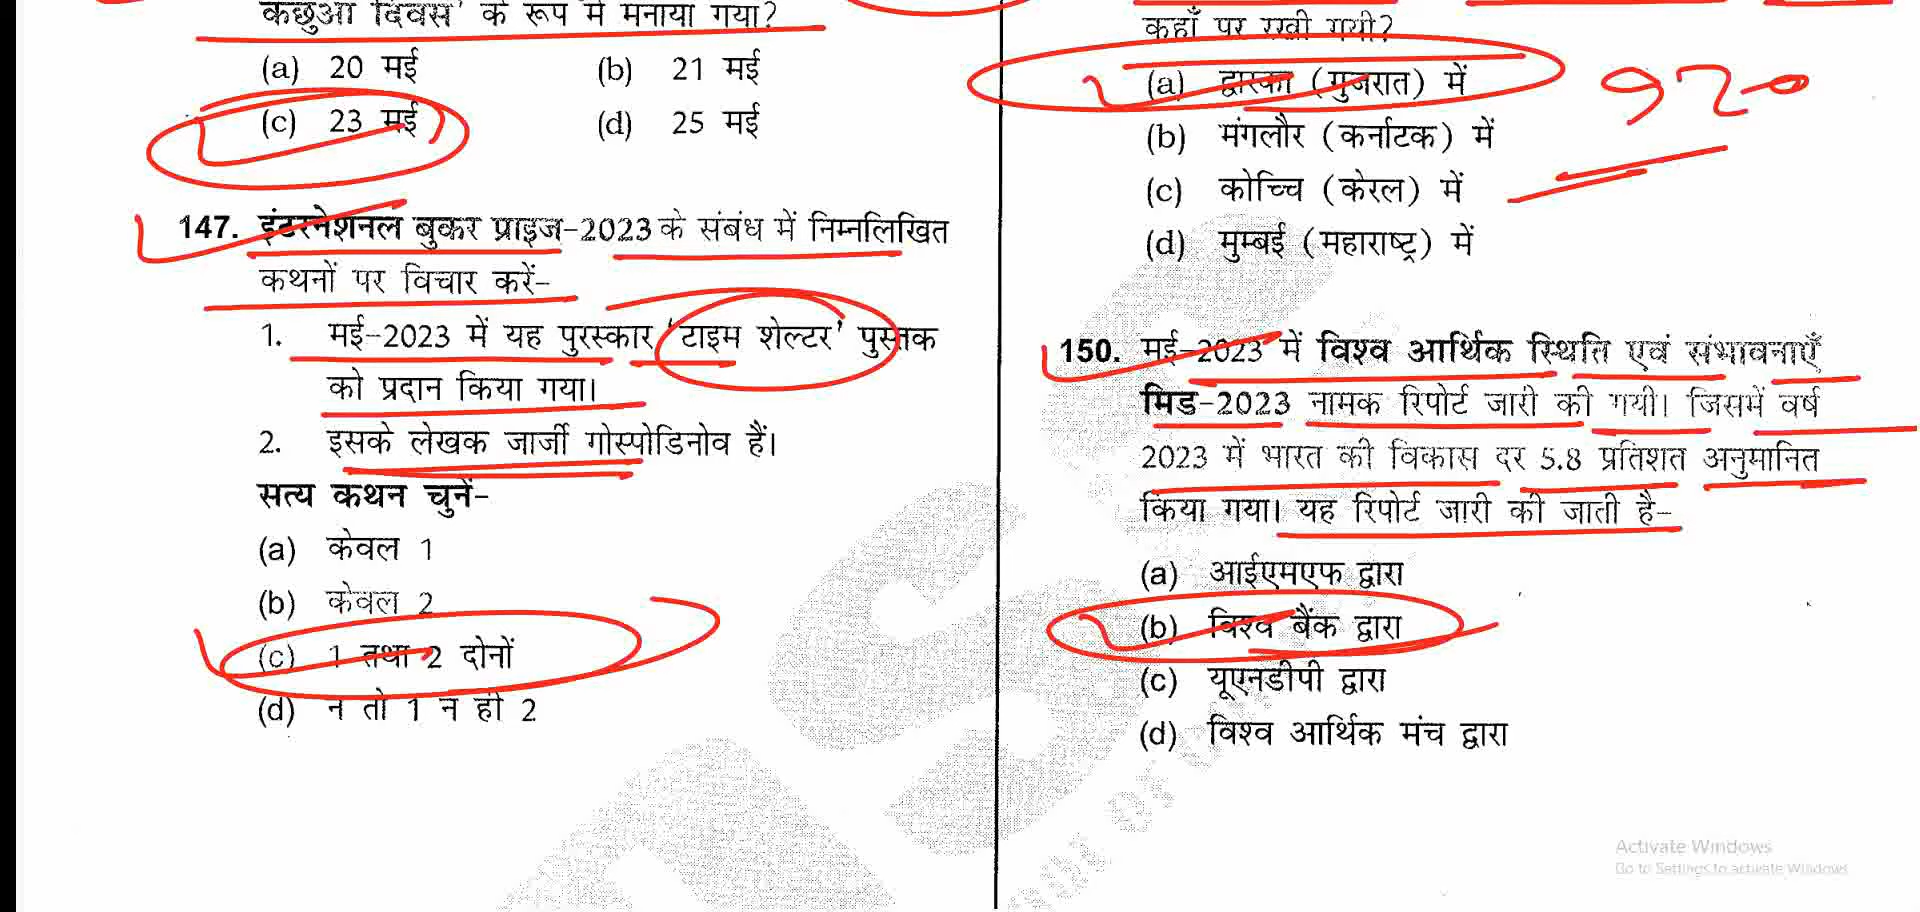 कछुआ दिवस' के रूप में मनाया गया?
(a) 20 मई (b) 21 मई
(c) 23 मई (d) 25 मई
147. इंटरनेशनल बुकर प्राइज-2023 के संबंध में निम्नलिखित
कथनों पर विचार करें-
1. मई-2023 में यह पुरस्कार 'टाइम शेल्टर' पुस्तक
को प्रदान किया गया।
2. इसके लेखक जार्जी गोस्पोडिनोव हैं।
सत्य कथन चुनें-
(a) केवल 1
(b) केवल 2
(c) 1 तथा 2 दोनों
(d) न तो 1 न ही 2
कहाँ पर रखी गयी?
(a) द्वारका (गुजरात) में
(b) मंगलौर (कर्नाटक) में
(c) कोच्चि (केरल) में
(d) मुम्बई (महाराष्ट्र) में
150. मई-2023 में विश्व आर्थिक स्थिति एवं संभावनाएँ
मिड-2023 नामक रिपोर्ट जारी की गयी। जिसमें वर्ष
2023 में भारत की विकास दर 5.8 प्रतिशत अनुमानित
किया गया। यह रिपोर्ट जारी की जाती है-
(a) आईएमएफ द्वारा
(b) विश्व बैंक द्वारा
(c) यूएनडीपी द्वारा
(d) विश्व आर्थिक मंच द्वारा
Activate Windows
Go to Settings to activate Windows